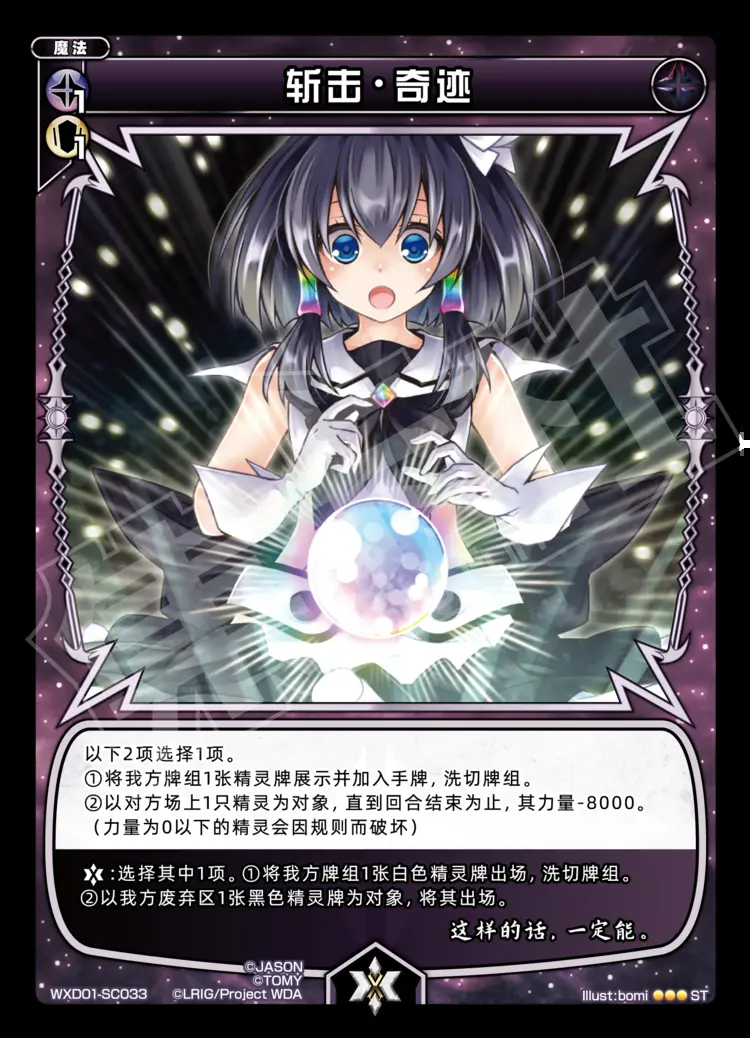 魔法
斩击·奇迹
1
1
以下2项选择1项。
①将我方牌组1张精灵牌展示并加入手牌,洗切牌组。
②以对方场上1只精灵为对象,直到回合结束为止,其力量-8000。
（力量为0以下的精灵会因规则而破坏）
:选择其中1项。①将我方牌组1张白色精灵牌出场,洗切牌组。
②以我方废弃区1张黑色精灵牌为对象,将其出场。
这样的话,一定能。
©JASON
©TOMY
WXD01-SC033 ©LRIG/Project WDA
Illust:bomi ST